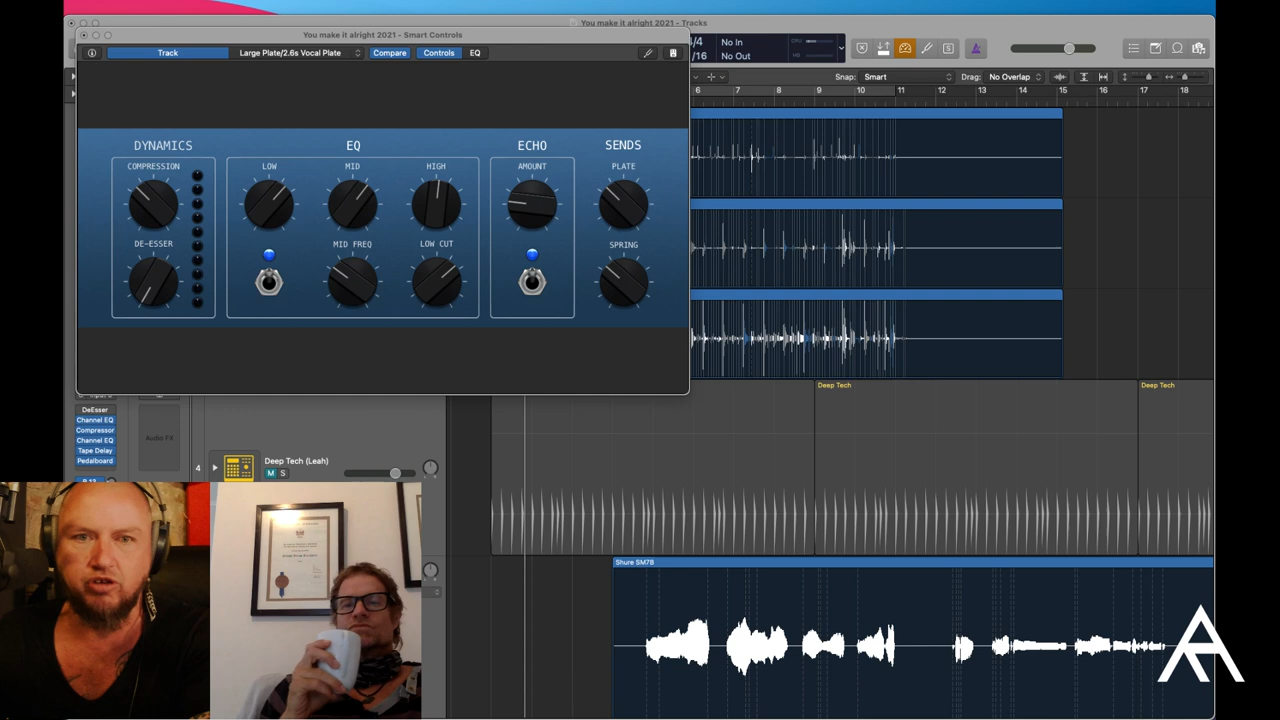 You make it alright 2021 - Tracks
You make it alright 2021 - Smart Controls
Track
Large Plate/2.6s Vocal Plate
Compare
Controls
EQ
/4
/16
No In
No Out
CPU
HD
S
Snap:
Smart
Drag:
No Overlap
6 7 8 9 10 11 12 13 14 15 16 17 18
DYNAMICS
EQ
ECHO
SENDS
COMPRESSION
LOW
MID
HIGH
AMOUNT
PLATE
DE-ESSER
MID FREQ
LOW CUT
SPRING
Deep Tech
Deep Tech
DeEsser
Channel EQ
Compressor
Channel EQ
Tape Delay
Pedalboard
Audio FX
4
Deep Tech (Leah)
M S
Shure SM7B